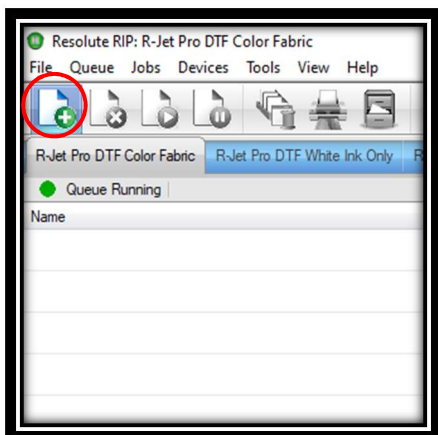 Resolute RIP: R-Jet Pro DTF Color Fabric
File Queue Jobs Devices Tools View Help
R-Jet Pro DTF Color Fabric R-Jet Pro DTF White Ink Only R
Queue Running
Name